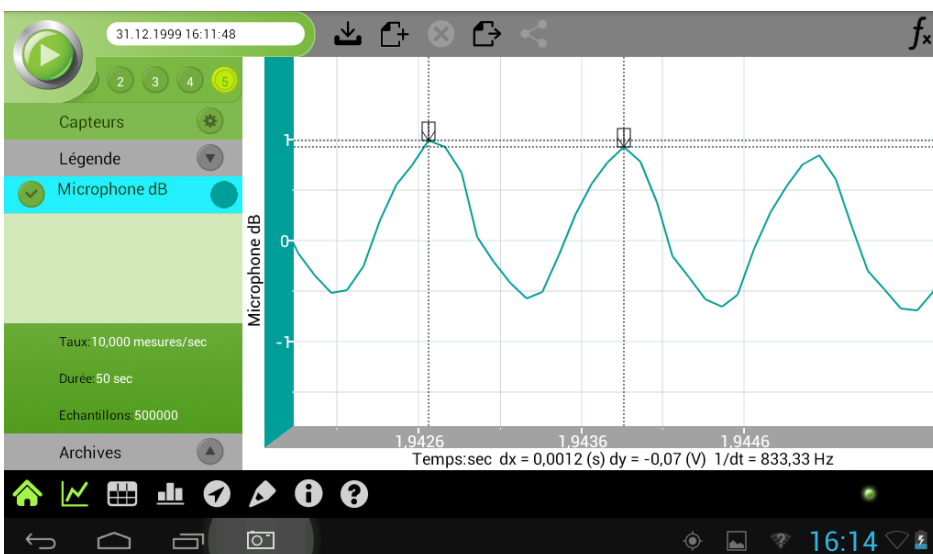 31.12.1999 16:11:48
fx
2 3 4 5
Capteurs
Légende
Microphone dB
Taux:10,000 mesures/sec
Durée:50 sec
Echantillons:500000
Archives
Microphone dB
1
0
-1
1,9426 1,9436 1,9446
Temps:sec dx = 0,0012 (s) dy = -0,07 (V) 1/dt = 833,33 Hz
16:14